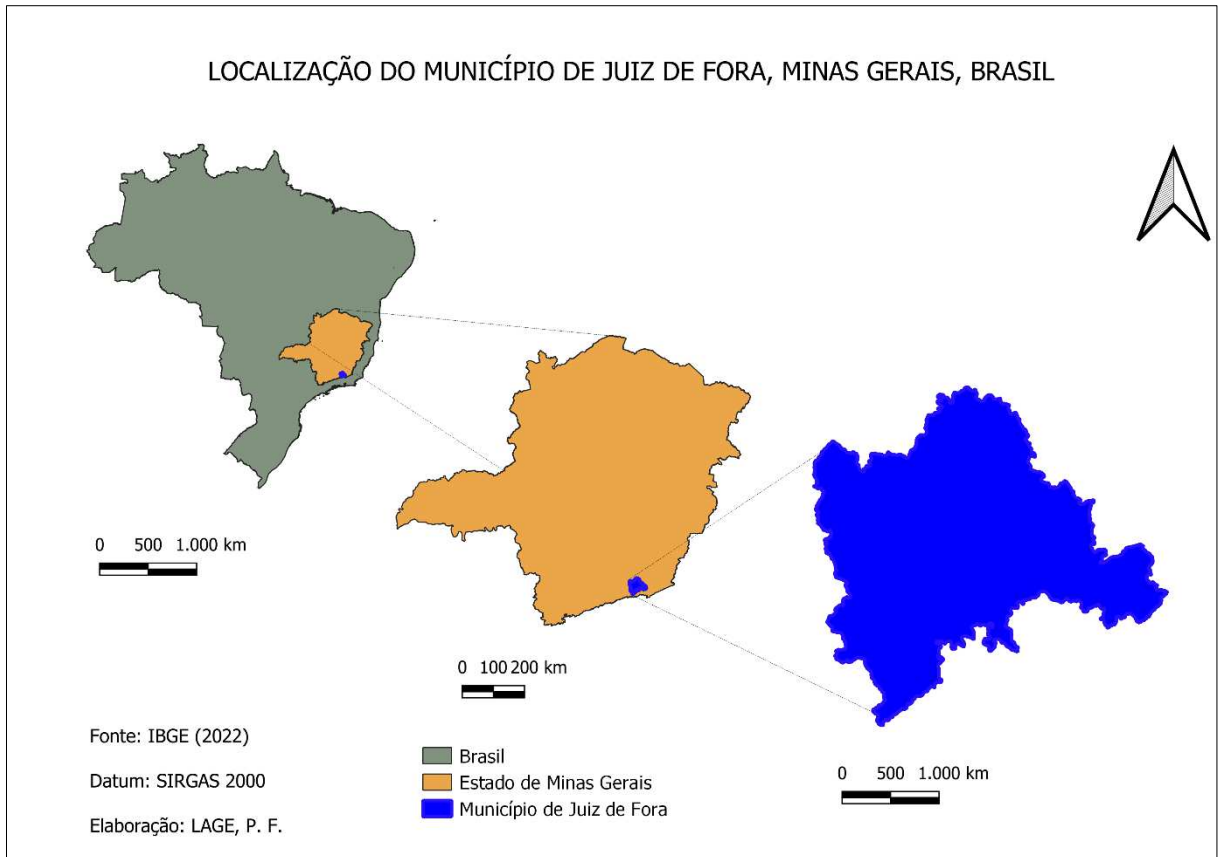 LOCALIZAÇÃO DO MUNICÍPIO DE JUIZ DE FORA, MINAS GERAIS, BRASIL
0 500 1.000 km
0 100 200 km
0 500 1.000 km
Fonte: IBGE (2022)
Datum: SIRGAS 2000
Elaboração: LAGE, P. F.
Brasil
Estado de Minas Gerais
Município de Juiz de Fora